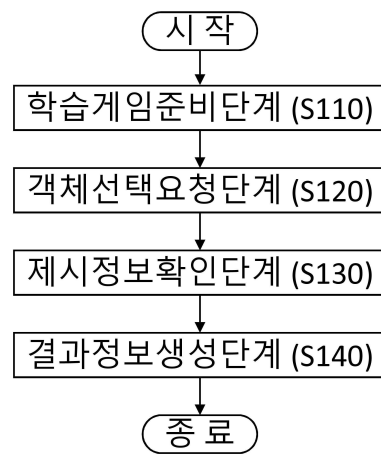 시 작
학습게임준비단계 (S110)
객체선택요청단계 (S120)
제시정보확인단계 (S130)
결과정보생성단계 (S140)
종 료